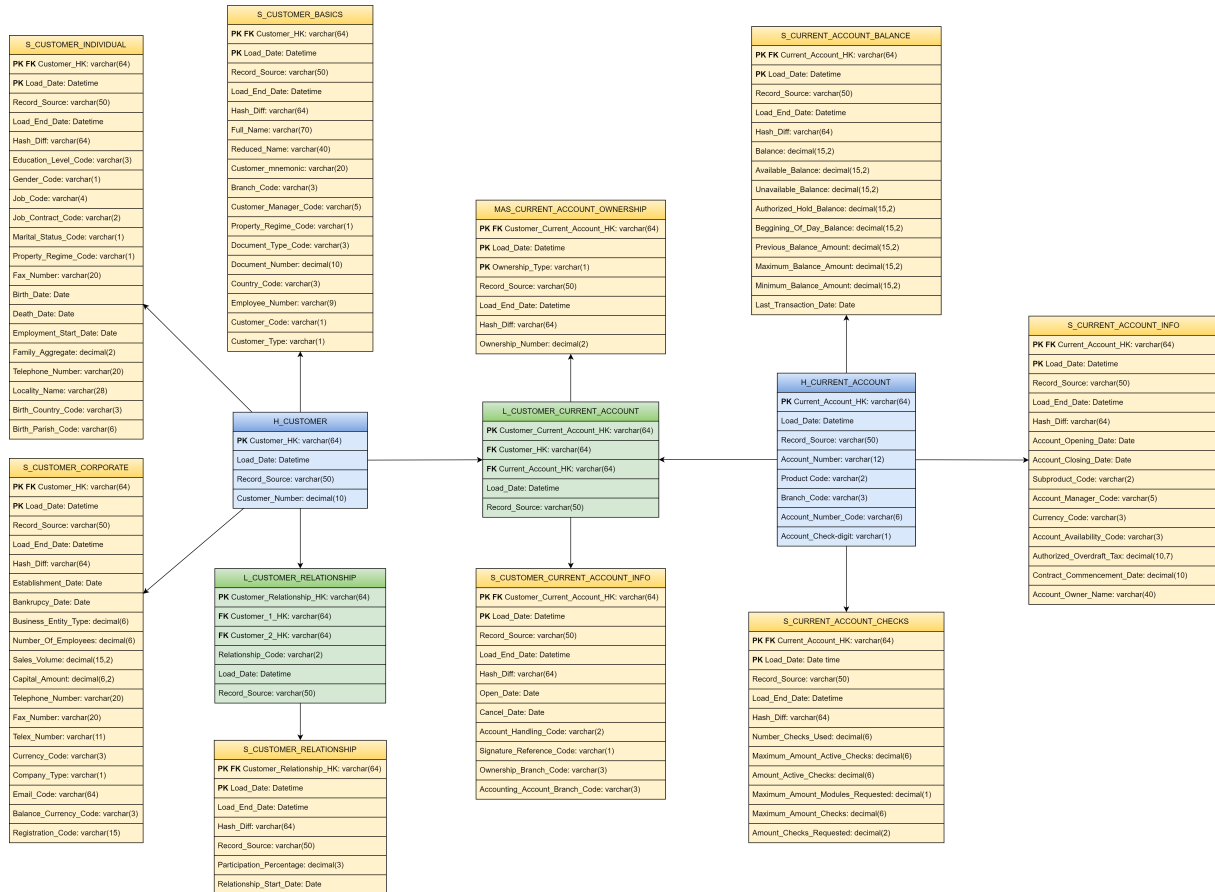 S_CUSTOMER_INDIVIDUAL
PK FK Customer_HK: varchar(64)
PK Load_Date: Datetime
Record_Source: varchar(50)
Load_End_Date: Datetime
Hash_Diff: varchar(64)
Education_Level_Code: varchar(3)
Gender_Code: varchar(1)
Job_Code: varchar(4)
Job_Contract_Code: varchar(2)
Marital_Status_Code: varchar(1)
Property_Regime_Code: varchar(1)
Fax_Number: varchar(20)
Birth_Date: Date
Death_Date: Date
Employment_Start_Date: Date
Family_Aggregate: decimal(2)
Telephone_Number: varchar(20)
Locality_Name: varchar(28)
Birth_Country_Code: varchar(3)
Birth_Parish_Code: varchar(6)
S_CUSTOMER_CORPORATE
PK FK Customer_HK: varchar(64)
PK Load_Date: Datetime
Record_Source: varchar(50)
Load_End_Date: Datetime
Hash_Diff: varchar(64)
Establishment_Date: Date
Bankrupcy_Date: Date
Business_Entity_Type: decimal(6)
Number_Of_Employees: decimal(6)
Sales_Volume: decimal(15,2)
Capital_Amount: decimal(6,2)
Telephone_Number: varchar(20)
Fax_Number: varchar(20)
Telex_Number: varchar(11)
Currency_Code: varchar(3)
Company_Type: varchar(1)
Email_Code: varchar(64)
Balance_Currency_Code: varchar(3)
Registration_Code: varchar(15)
S_CUSTOMER_BASICS
PK FK Customer_HK: varchar(64)
PK Load_Date: Datetime
Record_Source: varchar(50)
Load_End_Date: Datetime
Hash_Diff: varchar(64)
Full_Name: varchar(70)
Reduced_Name: varchar(40)
Customer_mnemonic: varchar(20)
Branch_Code: varchar(3)
Customer_Manager_Code: varchar(5)
Property_Regime_Code: varchar(1)
Document_Type_Code: varchar(3)
Document_Number: decimal(10)
Country_Code: varchar(3)
Employee_Number: varchar(9)
Customer_Code: varchar(1)
Customer_Type: varchar(1)
H_CUSTOMER
PK Customer_HK: varchar(64)
Load_Date: Datetime
Record_Source: varchar(50)
Customer_Number: decimal(10)
L_CUSTOMER_RELATIONSHIP
PK Customer_Relationship_HK: varchar(64)
FK Customer_1_HK: varchar(64)
FK Customer_2_HK: varchar(64)
Relationship_Code: varchar(2)
Load_Date: Datetime
Record_Source: varchar(50)
S_CUSTOMER_RELATIONSHIP
PK FK Customer_Relationship_HK: varchar(64)
PK Load_Date: Datetime
Load_End_Date: Datetime
Hash_Diff: varchar(64)
Record_Source: varchar(50)
Participation_Percentage: decimal(3)
Relationship_Start_Date: Date
MAS_CURRENT_ACCOUNT_OWNERSHIP
PK FK Customer_Current_Account_HK: varchar(64)
PK Load_Date: Datetime
PK Ownership_Type: varchar(1)
Record_Source: varchar(50)
Load_End_Date: Datetime
Hash_Diff: varchar(64)
Ownership_Number: decimal(2)
L_CUSTOMER_CURRENT_ACCOUNT
PK Customer_Current_Account_HK: varchar(64)
FK Customer_HK: varchar(64)
FK Current_Account_HK: varchar(64)
Load_Date: Datetime
Record_Source: varchar(50)
S_CUSTOMER_CURRENT_ACCOUNT_INFO
PK FK Customer_Current_Account_HK: varchar(64)
PK Load_Date: Datetime
Record_Source: varchar(50)
Load_End_Date: Datetime
Hash_Diff: varchar(64)
Open_Date: Date
Cancel_Date: Date
Account_Handling_Code: varchar(2)
Signature_Reference_Code: varchar(1)
Ownership_Branch_Code: varchar(3)
Accounting_Account_Branch_Code: varchar(3)
S_CURRENT_ACCOUNT_BALANCE
PK FK Current_Account_HK: varchar(64)
PK Load_Date: Datetime
Record_Source: varchar(50)
Load_End_Date: Datetime
Hash_Diff: varchar(64)
Balance: decimal(15,2)
Available_Balance: decimal(15,2)
Unavailable_Balance: decimal(15,2)
Authorized_Hold_Balance: decimal(15,2)
Beggining_Of_Day_Balance: decimal(15,2)
Previous_Balance_Amount: decimal(15,2)
Maximum_Balance_Amount: decimal(15,2)
Minimum_Balance_Amount: decimal(15,2)
Last_Transaction_Date: Date
H_CURRENT_ACCOUNT
PK Current_Account_HK: varchar(64)
Load_Date: Datetime
Record_Source: varchar(50)
Account_Number: varchar(12)
Product_Code: varchar(2)
Branch_Code: varchar(3)
Account_Number_Code: varchar(6)
Account_Check-digit: varchar(1)
S_CURRENT_ACCOUNT_CHECKS
PK FK Current_Account_HK: varchar(64)
PK Load_Date: Date time
Record_Source: varchar(50)
Load_End_Date: Datetime
Hash_Diff: varchar(64)
Number_Checks_Used: decimal(6)
Maximum_Amount_Active_Checks: decimal(6)
Amount_Active_Checks: decimal(6)
Maximum_Amount_Modules_Requested: decimal(1)
Maximum_Amount_Checks: decimal(6)
Amount_Checks_Requested: decimal(2)
S_CURRENT_ACCOUNT_INFO
PK FK Current_Account_HK: varchar(64)
PK Load_Date: Datetime
Record_Source: varchar(50)
Load_End_Date: Datetime
Hash_Diff: varchar(64)
Account_Opening_Date: Date
Account_Closing_Date: Date
Subproduct_Code: varchar(2)
Account_Manager_Code: varchar(5)
Currency_Code: varchar(3)
Account_Availability_Code: varchar(3)
Authorized_Overdraft_Tax: decimal(10,7)
Contract_Commencement_Date: decimal(10)
Account_Owner_Name: varchar(40)